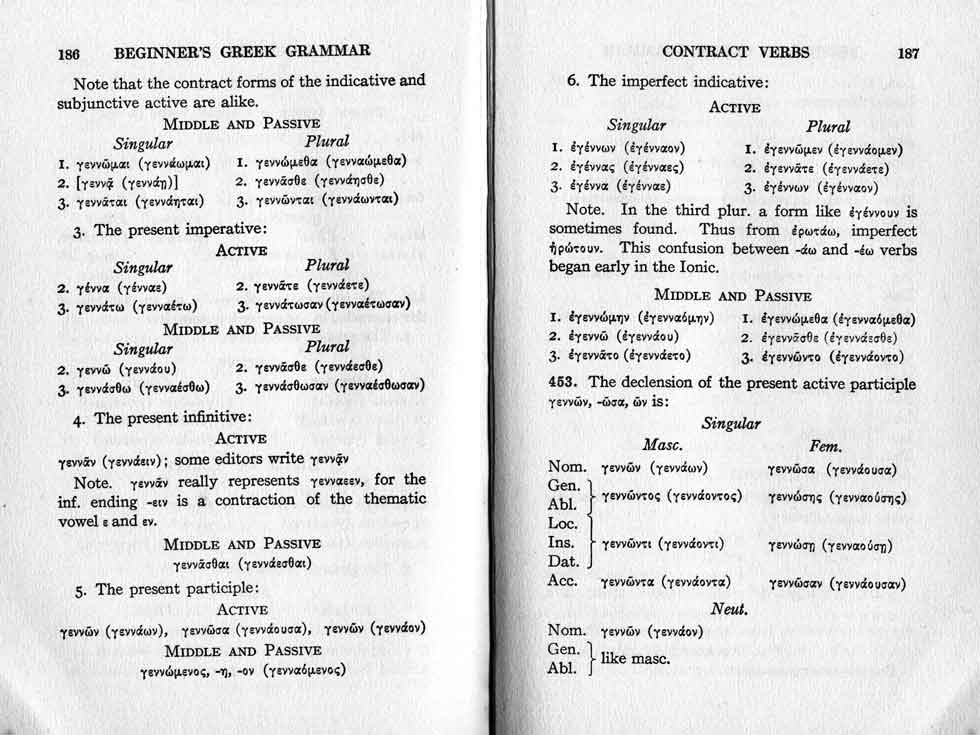 186 BEGINNER'S GREEK GRAMMAR
Note that the contract forms of the indicative and
subjunctive active are alike.
MIDDLE AND PASSIVE
Singular Plural
1. γεννῶμαι (γεννάωμαι) 1. γεννώμεθα (γενναώμεθα)
2. [γεννᾷ (γεννάῃ)] 2. γεννᾶσθε (γεννάησθε)
3. γεννᾶται (γεννάηται) 3. γεννῶνται (γεννάωνται)
3. The present imperative:
ACTIVE
Singular Plural
2. γέννα (γένναε) 2. γεννᾶτε (γεννάετε)
3. γεννάτω (γενναέτω) 3. γεννάτωσαν (γενναέτωσαν)
MIDDLE AND PASSIVE
Singular Plural
2. γεννῶ (γεννάου) 2. γεννᾶσθε (γεννάεσθε)
3. γεννάσθω (γενναέσθω) 3. γεννάσθωσαν (γενναέσθωσαν)
4. The present infinitive:
ACTIVE
γεννᾶν (γεννάειν); some editors write γεννᾷν
Note. γεννᾶν really represents γενναεεν, for the
inf. ending -ειν is a contraction of the thematic
vowel ε and εν.
MIDDLE AND PASSIVE
γεννᾶσθαι (γεννάεσθαι)
5. The present participle:
ACTIVE
γεννῶν (γεννάων), γεννῶσα (γεννάουσα), γεννῶν (γεννάον)
MIDDLE AND PASSIVE
γεννώμενος, -η, -ον (γενναόμενος)
CONTRACT VERBS 187
6. The imperfect indicative:
ACTIVE
Singular Plural
1. ἐγέννων (ἐγένναον) 1. ἐγεννῶμεν (ἐγεννάομεν)
2. ἐγέννας (ἐγένναες) 2. ἐγεννᾶτε (ἐγεννάετε)
3. ἐγέννα (ἐγένναε) 3. ἐγέννων (ἐγένναον)
Note. In the third plur. a form like ἐγέννουν is
sometimes found. Thus from ἐρωτάω, imperfect
ἠρώτουν. This confusion between -άω and -έω verbs
began early in the Ionic.
MIDDLE AND PASSIVE
1. ἐγεννώμην (ἐγενναόμην) 1. ἐγεννώμεθα (ἐγενναόμεθα)
2. ἐγεννῶ (ἐγεννάου) 2. ἐγεννᾶσθε (ἐγεννάεσθε)
3. ἐγεννᾶτο (ἐγεννάετο) 3. ἐγεννῶντο (ἐγεννάοντο)
453. The declension of the present active participle
γεννῶν, -ῶσα, ῶν is:
Singular
Masc. Fem.
Nom. γεννῶν (γεννάων) γεννῶσα (γεννάουσα)
Gen.
Abl. } γεννῶντος (γεννάοντος) γεννώσης (γενναούσης)
Loc.
Ins. } γεννῶντι (γεννάοντι) γεννώσῃ (γενναούσῃ)
Dat.
Acc. γεννῶντα (γεννάοντα) γεννῶσαν (γεννάουσαν)
Neut.
Nom. γεννῶν (γεννάον)
Gen.
Abl. } like masc.